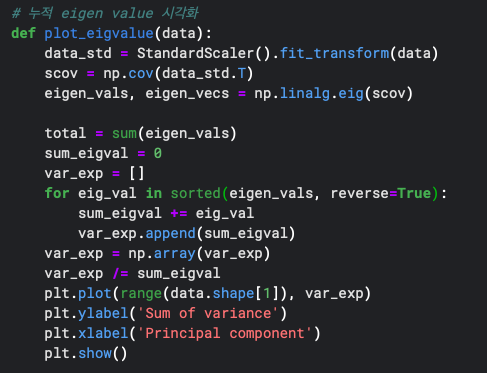 # 누적 eigen value 시각화
def plot_eigvalue(data):
    data_std = StandardScaler().fit_transform(data)
    scov = np.cov(data_std.T)
    eigen_vals, eigen_vecs = np.linalg.eig(scov)

    total = sum(eigen_vals)
    sum_eigval = 0
    var_exp = []
    for eig_val in sorted(eigen_vals, reverse=True):
        sum_eigval += eig_val
        var_exp.append(sum_eigval)
    var_exp = np.array(var_exp)
    var_exp /= sum_eigval
    plt.plot(range(data.shape[1]), var_exp)
    plt.ylabel('Sum of variance')
    plt.xlabel('Principal component')
    plt.show()